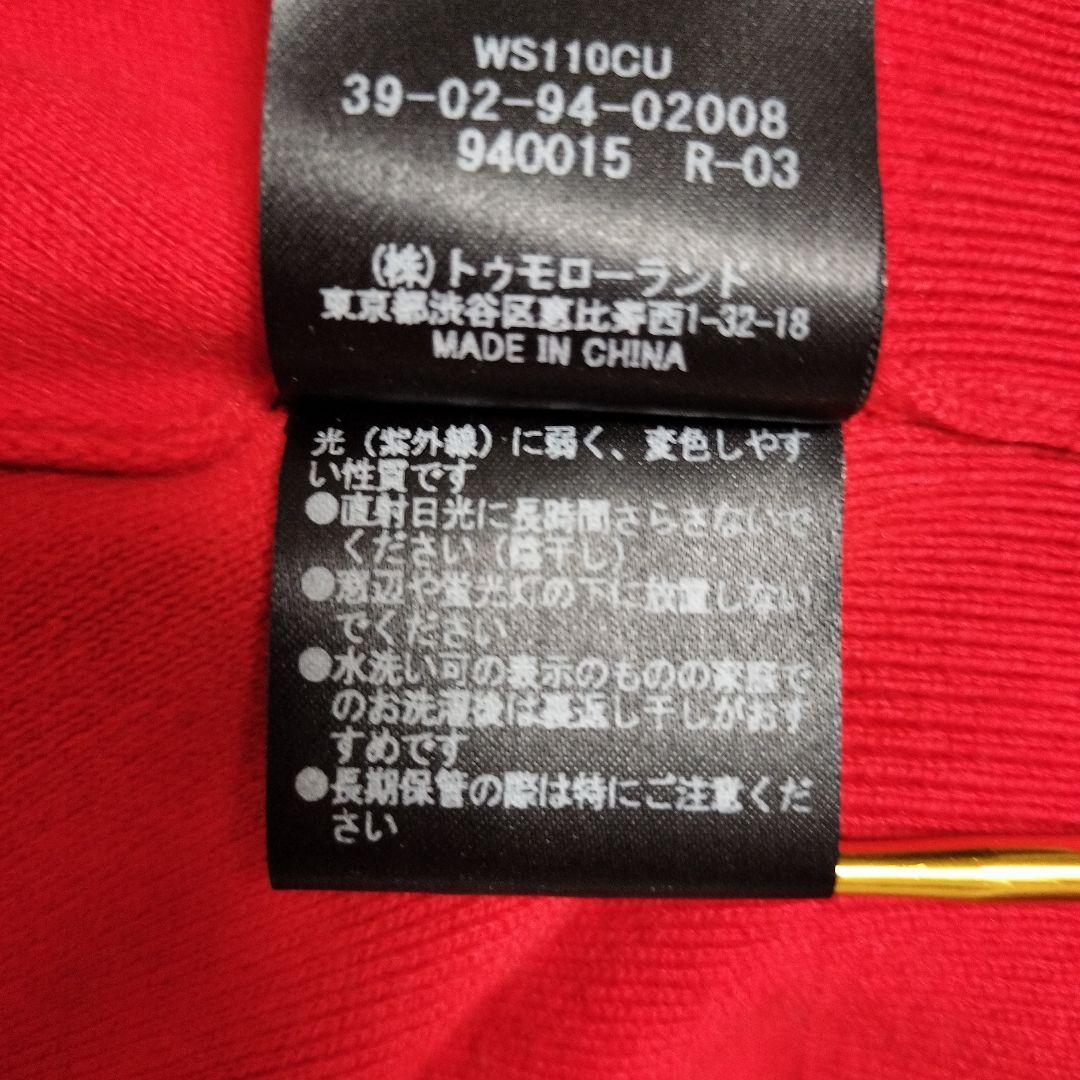 WS110CU
39-02-94-02008
940015 R-03
(株)トゥモローランド
東京都渋谷区恵比寿西1-32-18
MADE IN CHINA
光(紫外線)に弱く、変色しやす
い性質です
●直射日光に長時間さらさないで
ください(陰干し)
●窓辺や蛍光灯の下に放置しない
でください
●水洗い可の表示のものの家庭で
のお洗濯後は裏返し干しがおす
すめです
●長期保管の際は特にご注意くだ
さい